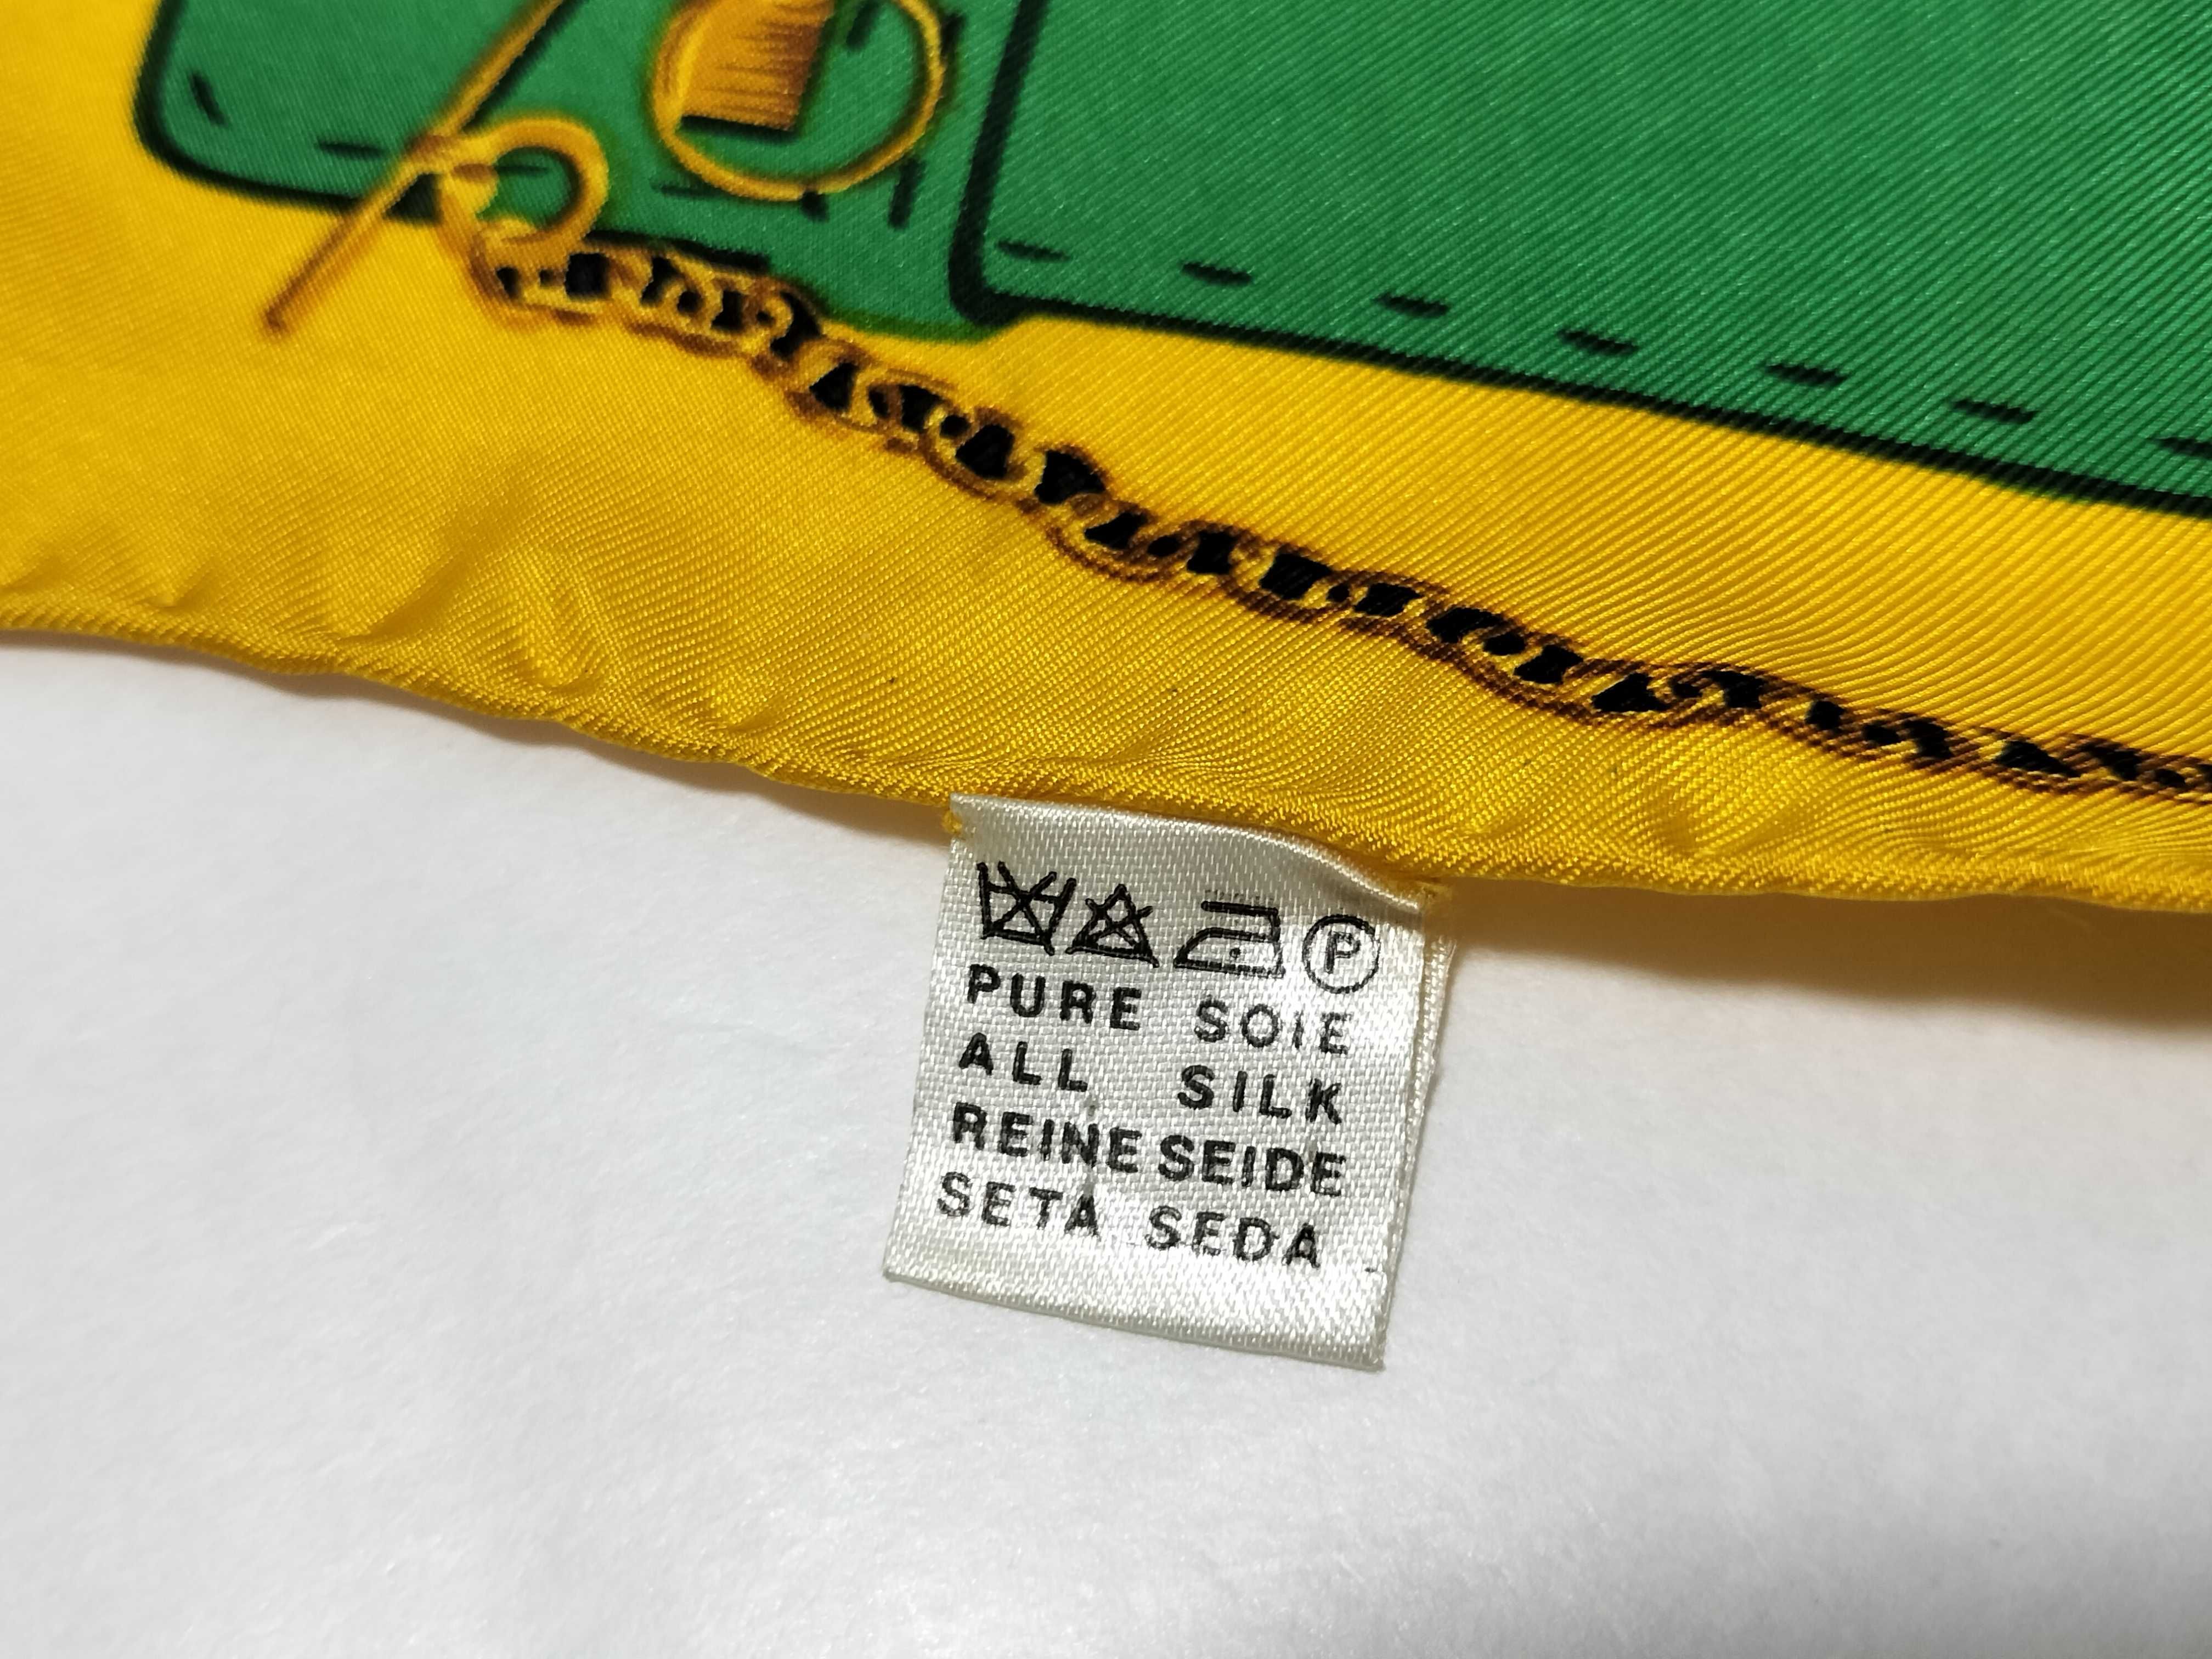 P
PURE SOIE
ALL SILK
REINE SEIDE
SETA SEDA